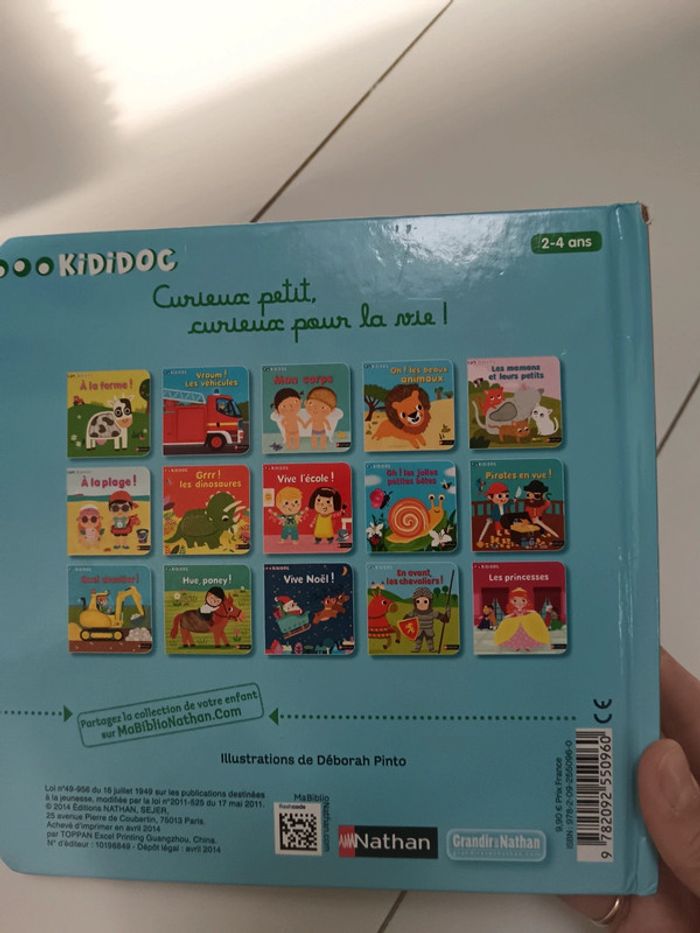 KiDiDOC
2-4 ans
Curieux petit,
curieux pour la vie !
À la ferme !
Vroum !
Les véhicules
Mon corps
Oh ! les beaux
animaux
Les mamans
et leurs petits
À la plage !
Grrr !
les dinosaures
Vive l'école !
Oh ! les jolies
petites bêtes
Pirates en vue !
Quel chantier !
Hue, poney !
Vive Noël !
En avant,
les chevaliers !
Les princesses
Partagez la collection de votre enfant
sur MaBiblioNathan.Com
Illustrations de Déborah Pinto
Loi n°49-956 du 16 juillet 1949 sur les publications destinées
à la jeunesse, modifiée par la loi n°2011-525 du 17 mai 2011.
© 2014 Éditions NATHAN, SEJER,
25 avenue Pierre de Coubertin, 75013 Paris.
Achevé d'imprimer en avril 2014
par TOPPAN Excel Printing Guangzhou, China.
N° d'éditeur : 10196849 - Dépôt légal : avril 2014
MaBiblio
Nathan.com
flashcode
Nathan
Grandir & Nathan
CE
9,90 € Prix France
ISBN : 978-2-09-255096-0
9 782092 550960